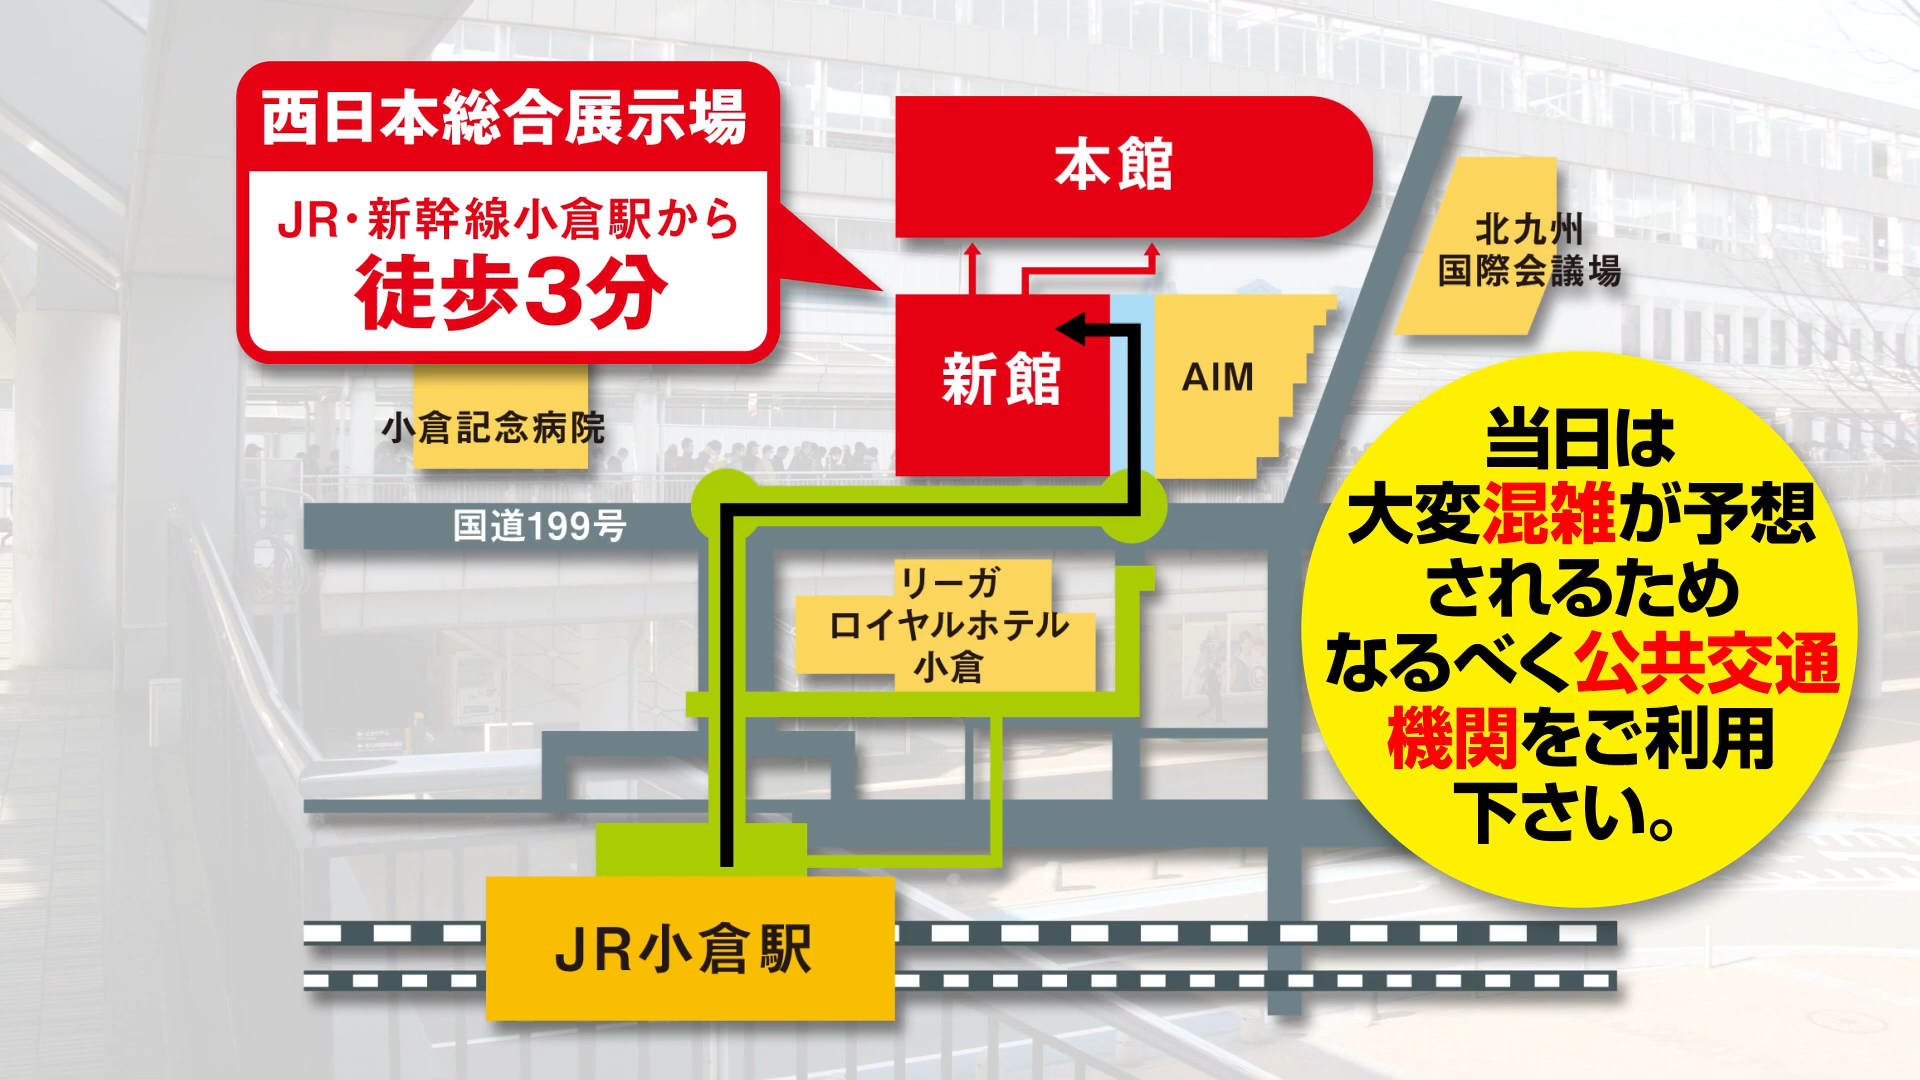 西日本総合展示場
JR・新幹線小倉駅から
徒歩3分
本館
北九州
国際会議場
新館
AIM
小倉記念病院
国道199号
リーガ
ロイヤルホテル
小倉
JR小倉駅
当日は
大変混雑が予想
されるため
なるべく公共交通
機関をご利用
下さい。